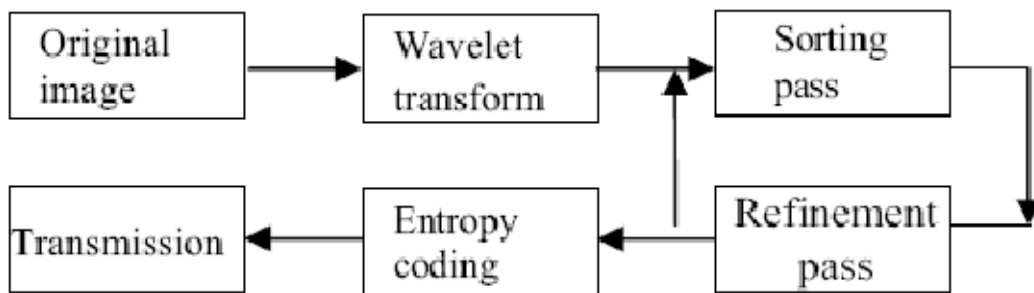 Original
image
Wavelet
transform
Sorting
pass
Transmission
Entropy
coding
Refinement
pass